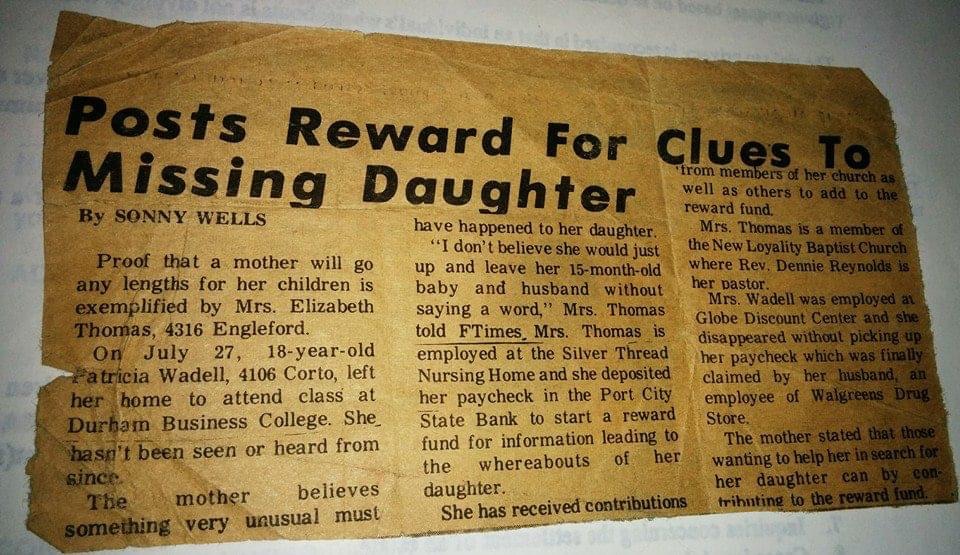 Posts Reward For Clues To
Missing Daughter
By SONNY WELLS
Proof that a mother will go
any lengths for her children is
exemplified by Mrs. Elizabeth
Thomas, 4316 Engleford.
On July 27, 18-year-old
Patricia Wadell, 4106 Corto, left
her home to attend class at
Durham Business College. She
hasn't been seen or heard from
since.
The mother believes
something very unusual must
have happened to her daughter.
"I don't believe she would just
up and leave her 15-month-old
baby and husband without
saying a word," Mrs. Thomas
told FTimes, Mrs. Thomas is
employed at the Silver Thread
Nursing Home and she deposited
her paycheck in the Port City
State Bank to start a reward
fund for information leading to
the whereabouts of her
daughter.
She has received contributions
from members of her church as
well as others to add to the
reward fund.
Mrs. Thomas is a member of
the New Loyality Baptist Church
where Rev. Dennie Reynolds is
her pastor.
Mrs. Wadell was employed at
Globe Discount Center and she
disappeared without picking up
her paycheck which was finally
claimed by her husband, an
employee of Walgreens Drug
Store.
The mother stated that those
wanting to help her in search for
her daughter can by con-
tributing to the reward fund.